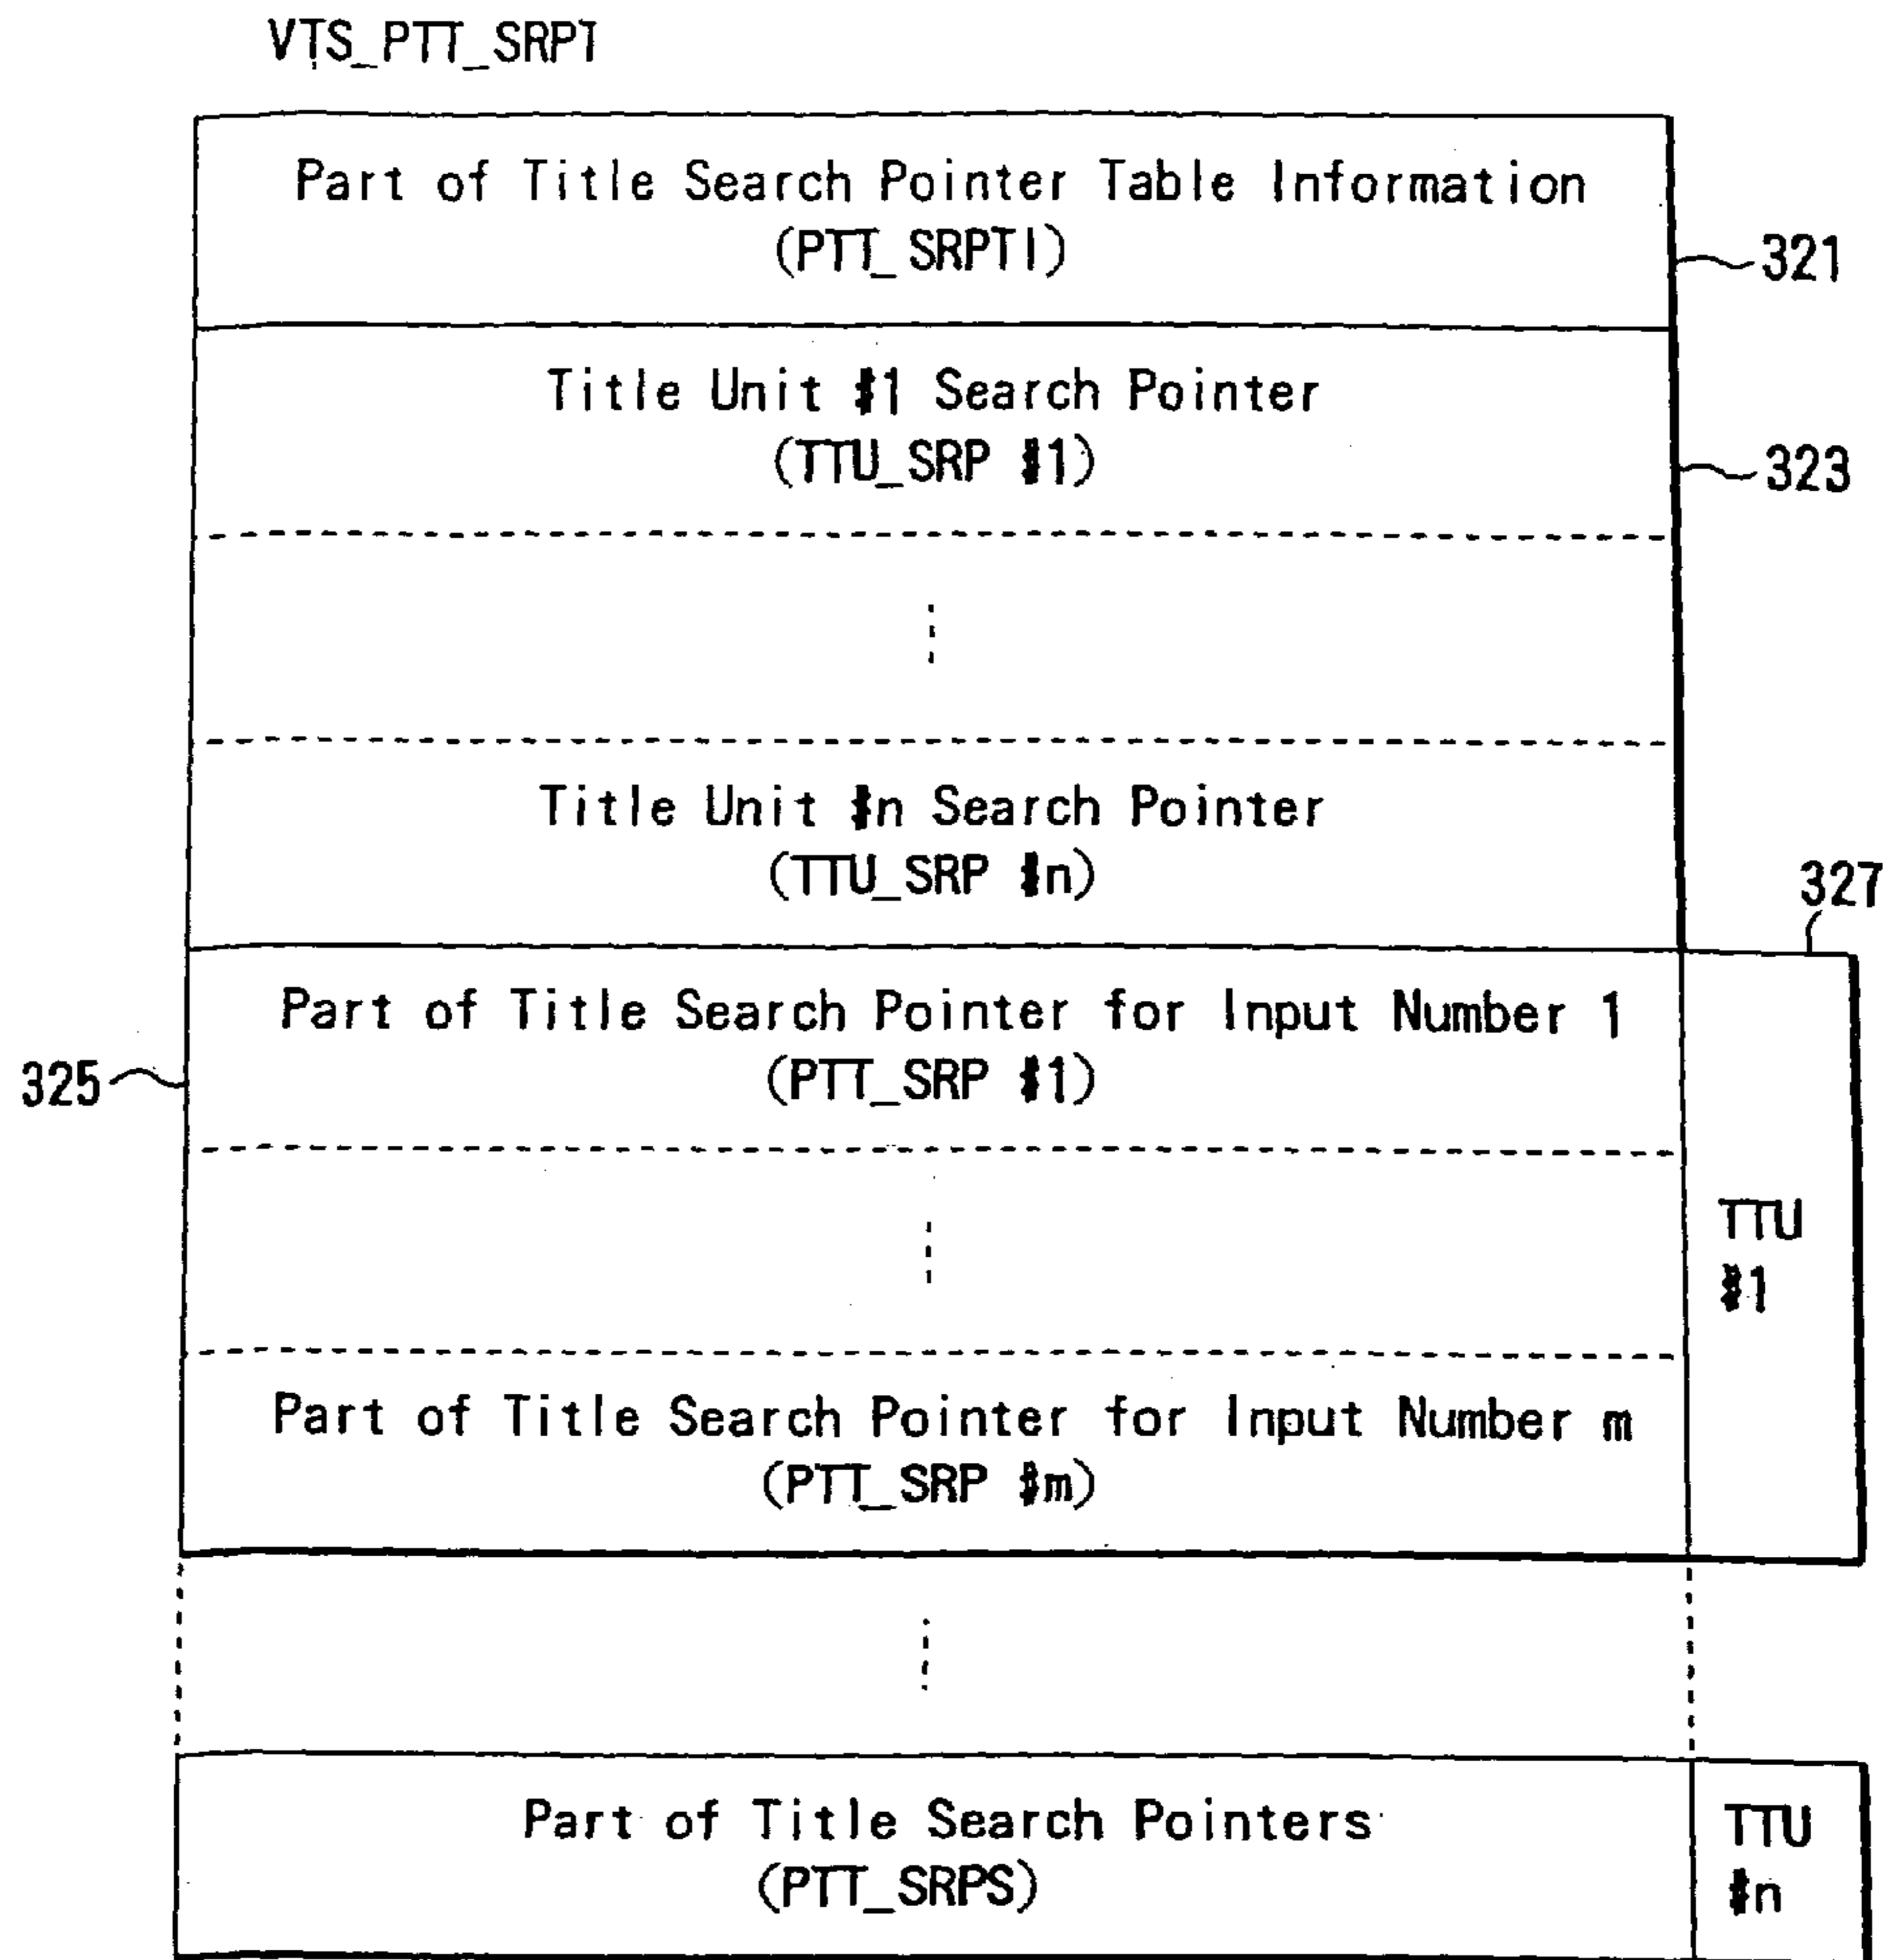 VTS_PTT_SRPT
Part of Title Search Pointer Table Information
(PTT_SRPTI)
321
Title Unit #1 Search Pointer
(TTU_SRP #1)
323
Title Unit #n Search Pointer
(TTU_SRP #n)
327
Part of Title Search Pointer for Input Number 1
(PTT_SRP #1)
325
TTU
#1
Part of Title Search Pointer for Input Number m
(PTT_SRP #m)
Part of Title Search Pointers
(PTT_SRPS)
TTU
#n